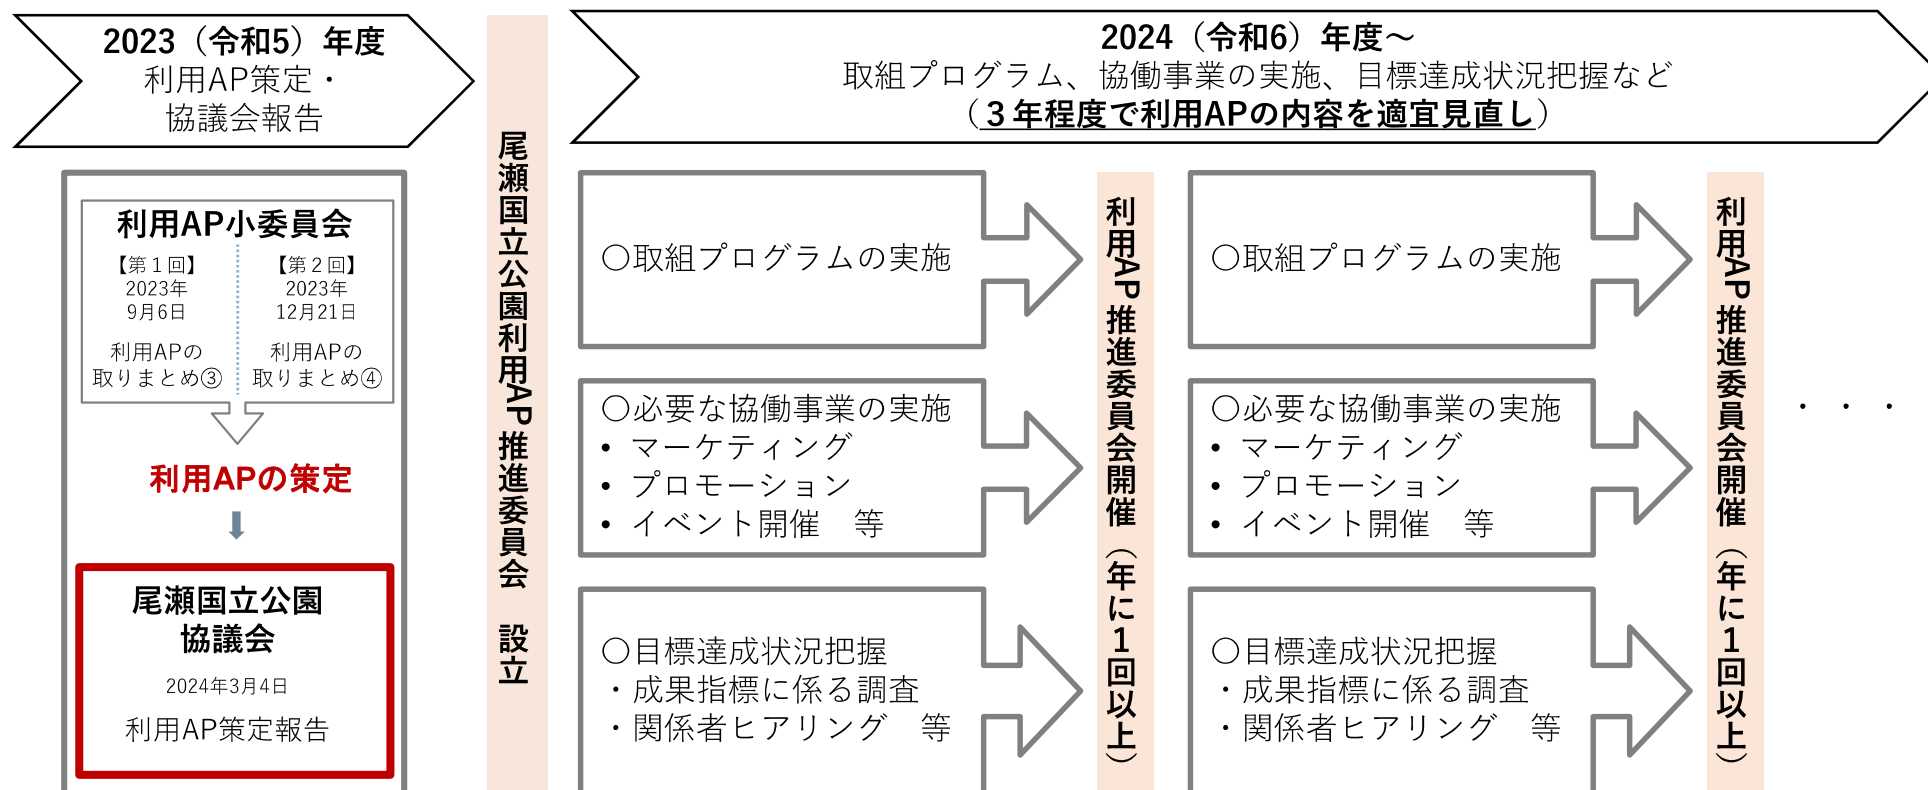 2023（令和5）年度
利用AP策定・
協議会報告
利用AP小委員会
【第１回】
2023年
9月6日
利用APの
取りまとめ③
【第２回】
2023年
12月21日
利用APの
取りまとめ④
利用APの策定
尾瀬国立公園
協議会
2024年3月4日
利用AP策定報告
尾瀬国立公園利用AP推進委員会　設立
2024（令和6）年度～
取組プログラム、協働事業の実施、目標達成状況把握など
（３年程度で利用APの内容を適宜見直し）
○取組プログラムの実施
○必要な協働事業の実施
• マーケティング
• プロモーション
• イベント開催　等
○目標達成状況把握
・成果指標に係る調査
・関係者ヒアリング　等
利用AP推進委員会開催（年に１回以上）
○取組プログラムの実施
○必要な協働事業の実施
• マーケティング
• プロモーション
• イベント開催　等
○目標達成状況把握
・成果指標に係る調査
・関係者ヒアリング　等
利用AP推進委員会開催（年に１回以上）
・・・